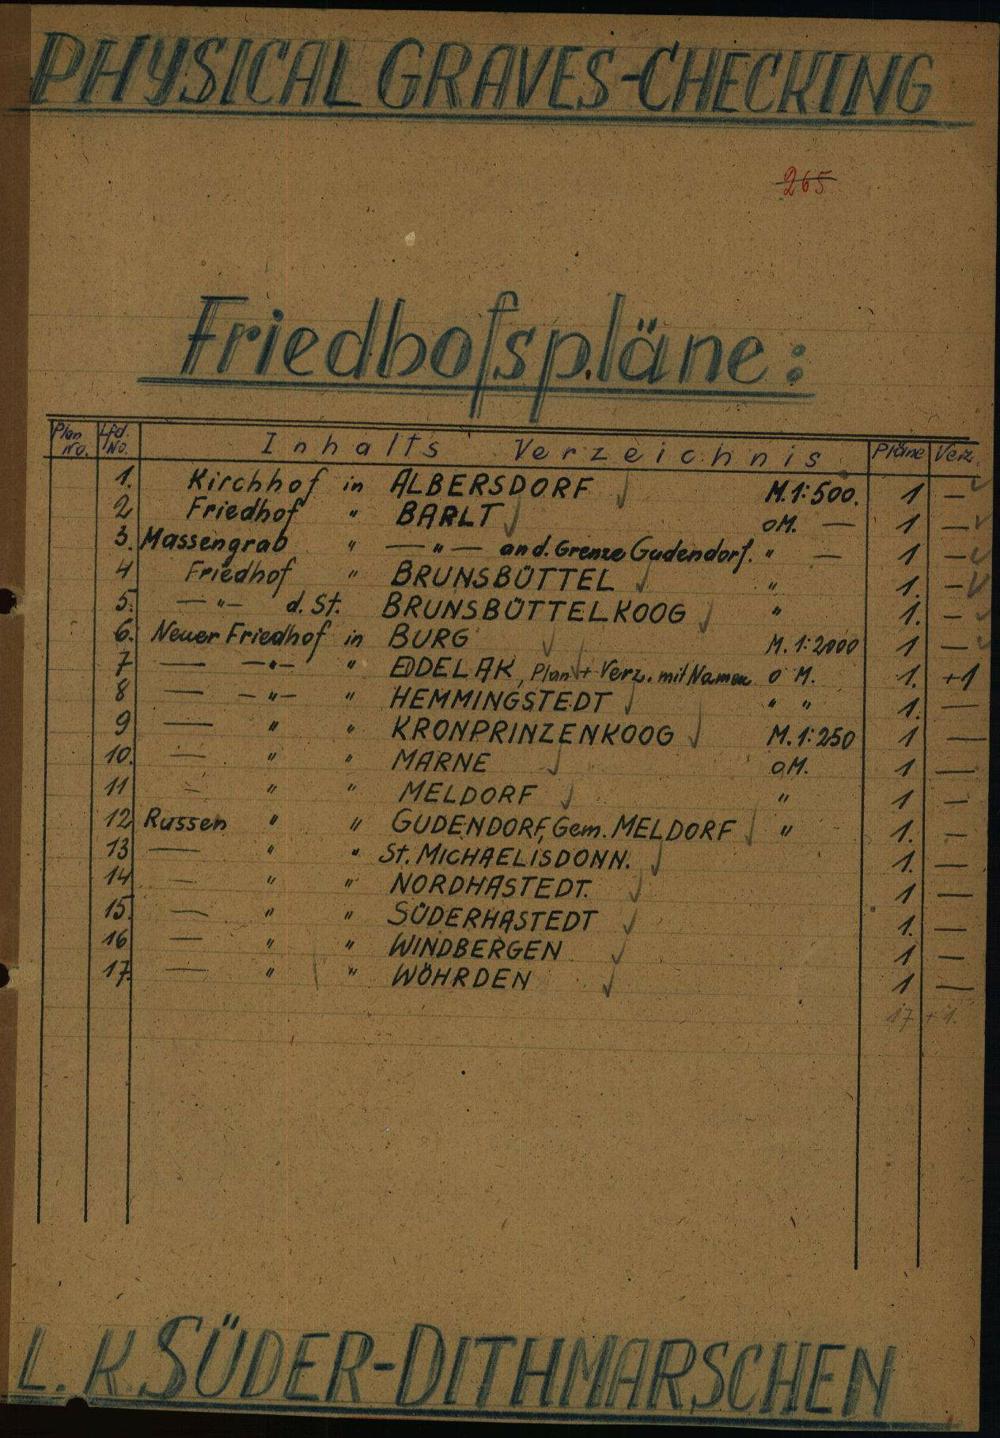 PHYSICAL GRAVES-CHECKING
265
Friedhofspläne:
Plan No. Lfd. No. Inhalts Verzeichnis Pläne Verz.
1. Kirchhof in ALBERSDORF M.1:500. 1 —
2 Friedhof " BARLT oM. — 1 —
3. Massengrab " — " — an d. Grenze Gudendorf. " — 1 —
4 Friedhof " BRUNSBÜTTEL " 1. —
5. — " — d. St. BRUNSBÜTTELKOOG " 1. —
6. Neuer Friedhof in BURG M. 1:2000 1 —
7 — — " — " EDDELAK, Plan + Verz. mit Namen o M. 1. +1
8 — — " — " HEMMINGSTEDT " " 1. —
9 — " " KRONPRINZENKOOG M. 1:250 1 —
10. — " " MARNE oM. 1 —
11 — " " MELDORF " 1 —
12 Russen " " GUDENDORF, Gem. MELDORF " 1. —
13 — " " St. MICHAELISDONN. 1. —
14 — " " NORDHASTEDT. 1 —
15. — " " SÜDERHASTEDT 1. —
16 — " " WINDBERGEN 1 —
17. — " " WÖHRDEN 1 —
17 + 1.
L. K. SÜDER-DITHMARSCHEN